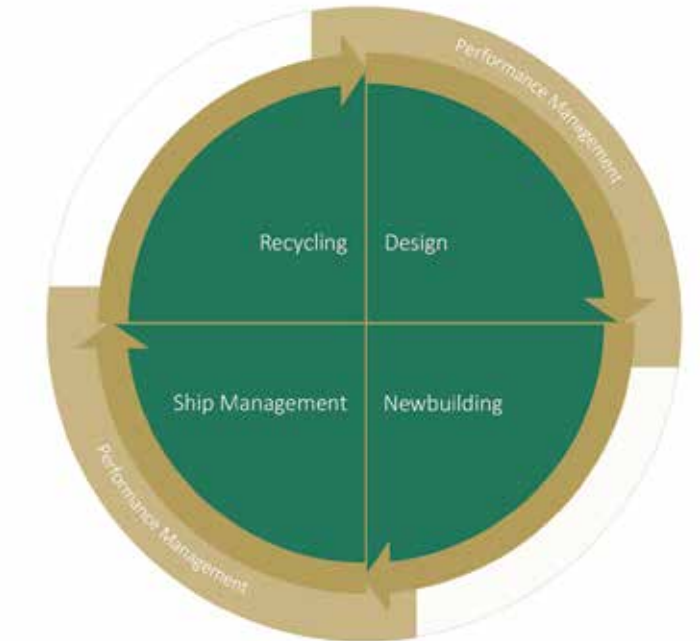 Performance Management
Recycling
Design
Ship Management
Newbuilding
Performance Management